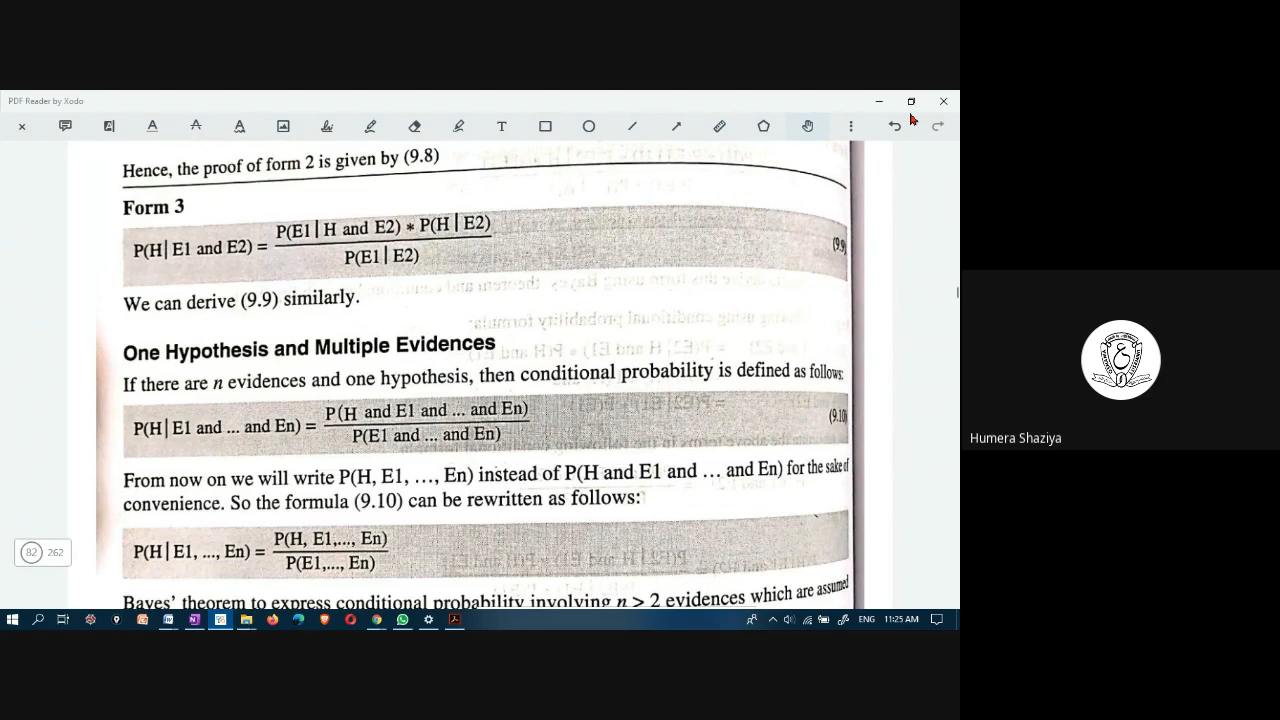 PDF Reader by Xodo
Hence, the proof of form 2 is given by (9.8)
Form 3
P(H| E1 and E2) = P(E1 | H and E2) * P(H | E2)
P(E1 | E2)
(9.9
We can derive (9.9) similarly.
One Hypothesis and Multiple Evidences
If there are n evidences and one hypothesis, then conditional probability is defined as follows:
P(H| E1 and ... and En) = P(H and E1 and ... and En)
P(E1 and ... and En)
(9.10)
From now on we will write P(H, E1, ..., En) instead of P(H and E1 and ... and En) for the sake of
convenience. So the formula (9.10) can be rewritten as follows:
P(H| E1, ..., En) = P(H, E1,..., En)
P(E1,..., En)
Bayes' theorem to express conditional probability involving n > 2 evidences which are assumed
82 262
ENG 11:25 AM
Humera Shaziya